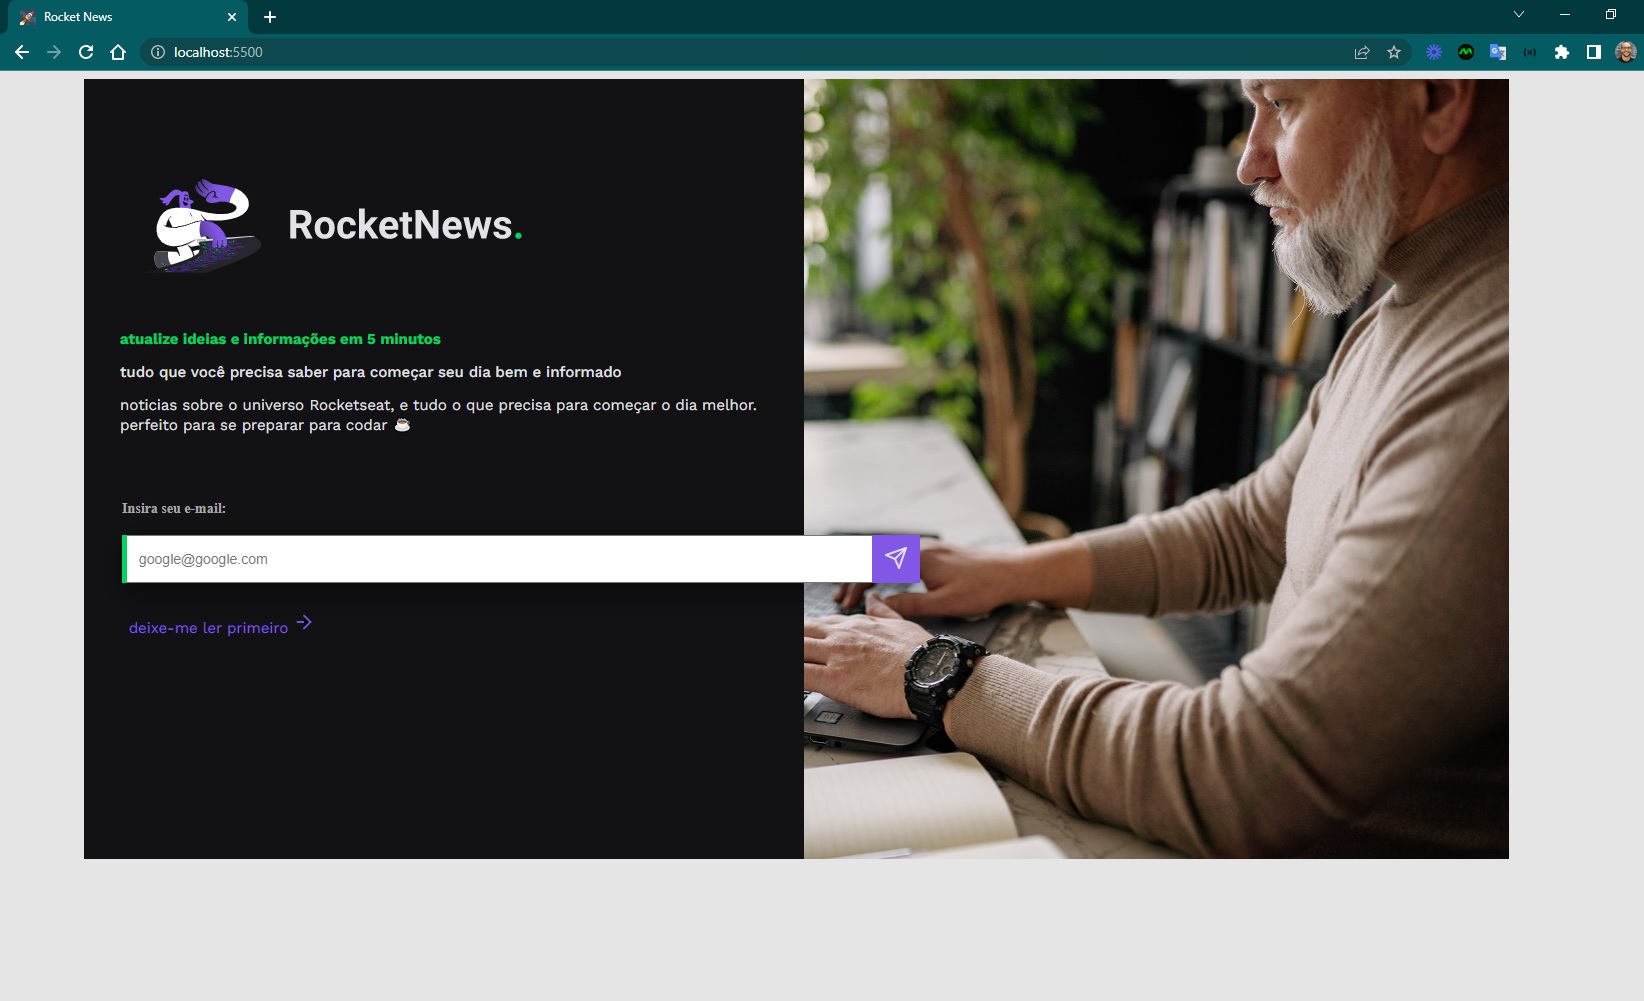 Rocket News
localhost:5500
RocketNews.
atualize ideias e informações em 5 minutos
tudo que você precisa saber para começar seu dia bem e informado
noticias sobre o universo Rocketseat, e tudo o que precisa para começar o dia melhor.
perfeito para se preparar para codar ☕
Insira seu e-mail:
google@google.com
deixe-me ler primeiro